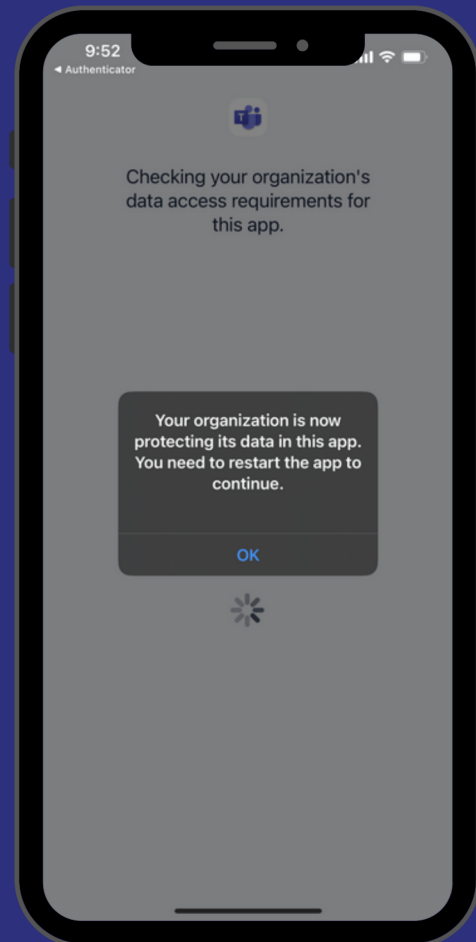 9:52
◀ Authenticator
T
Checking your organization's
data access requirements for
this app.
Your organization is now
protecting its data in this app.
You need to restart the app to
continue.
OK